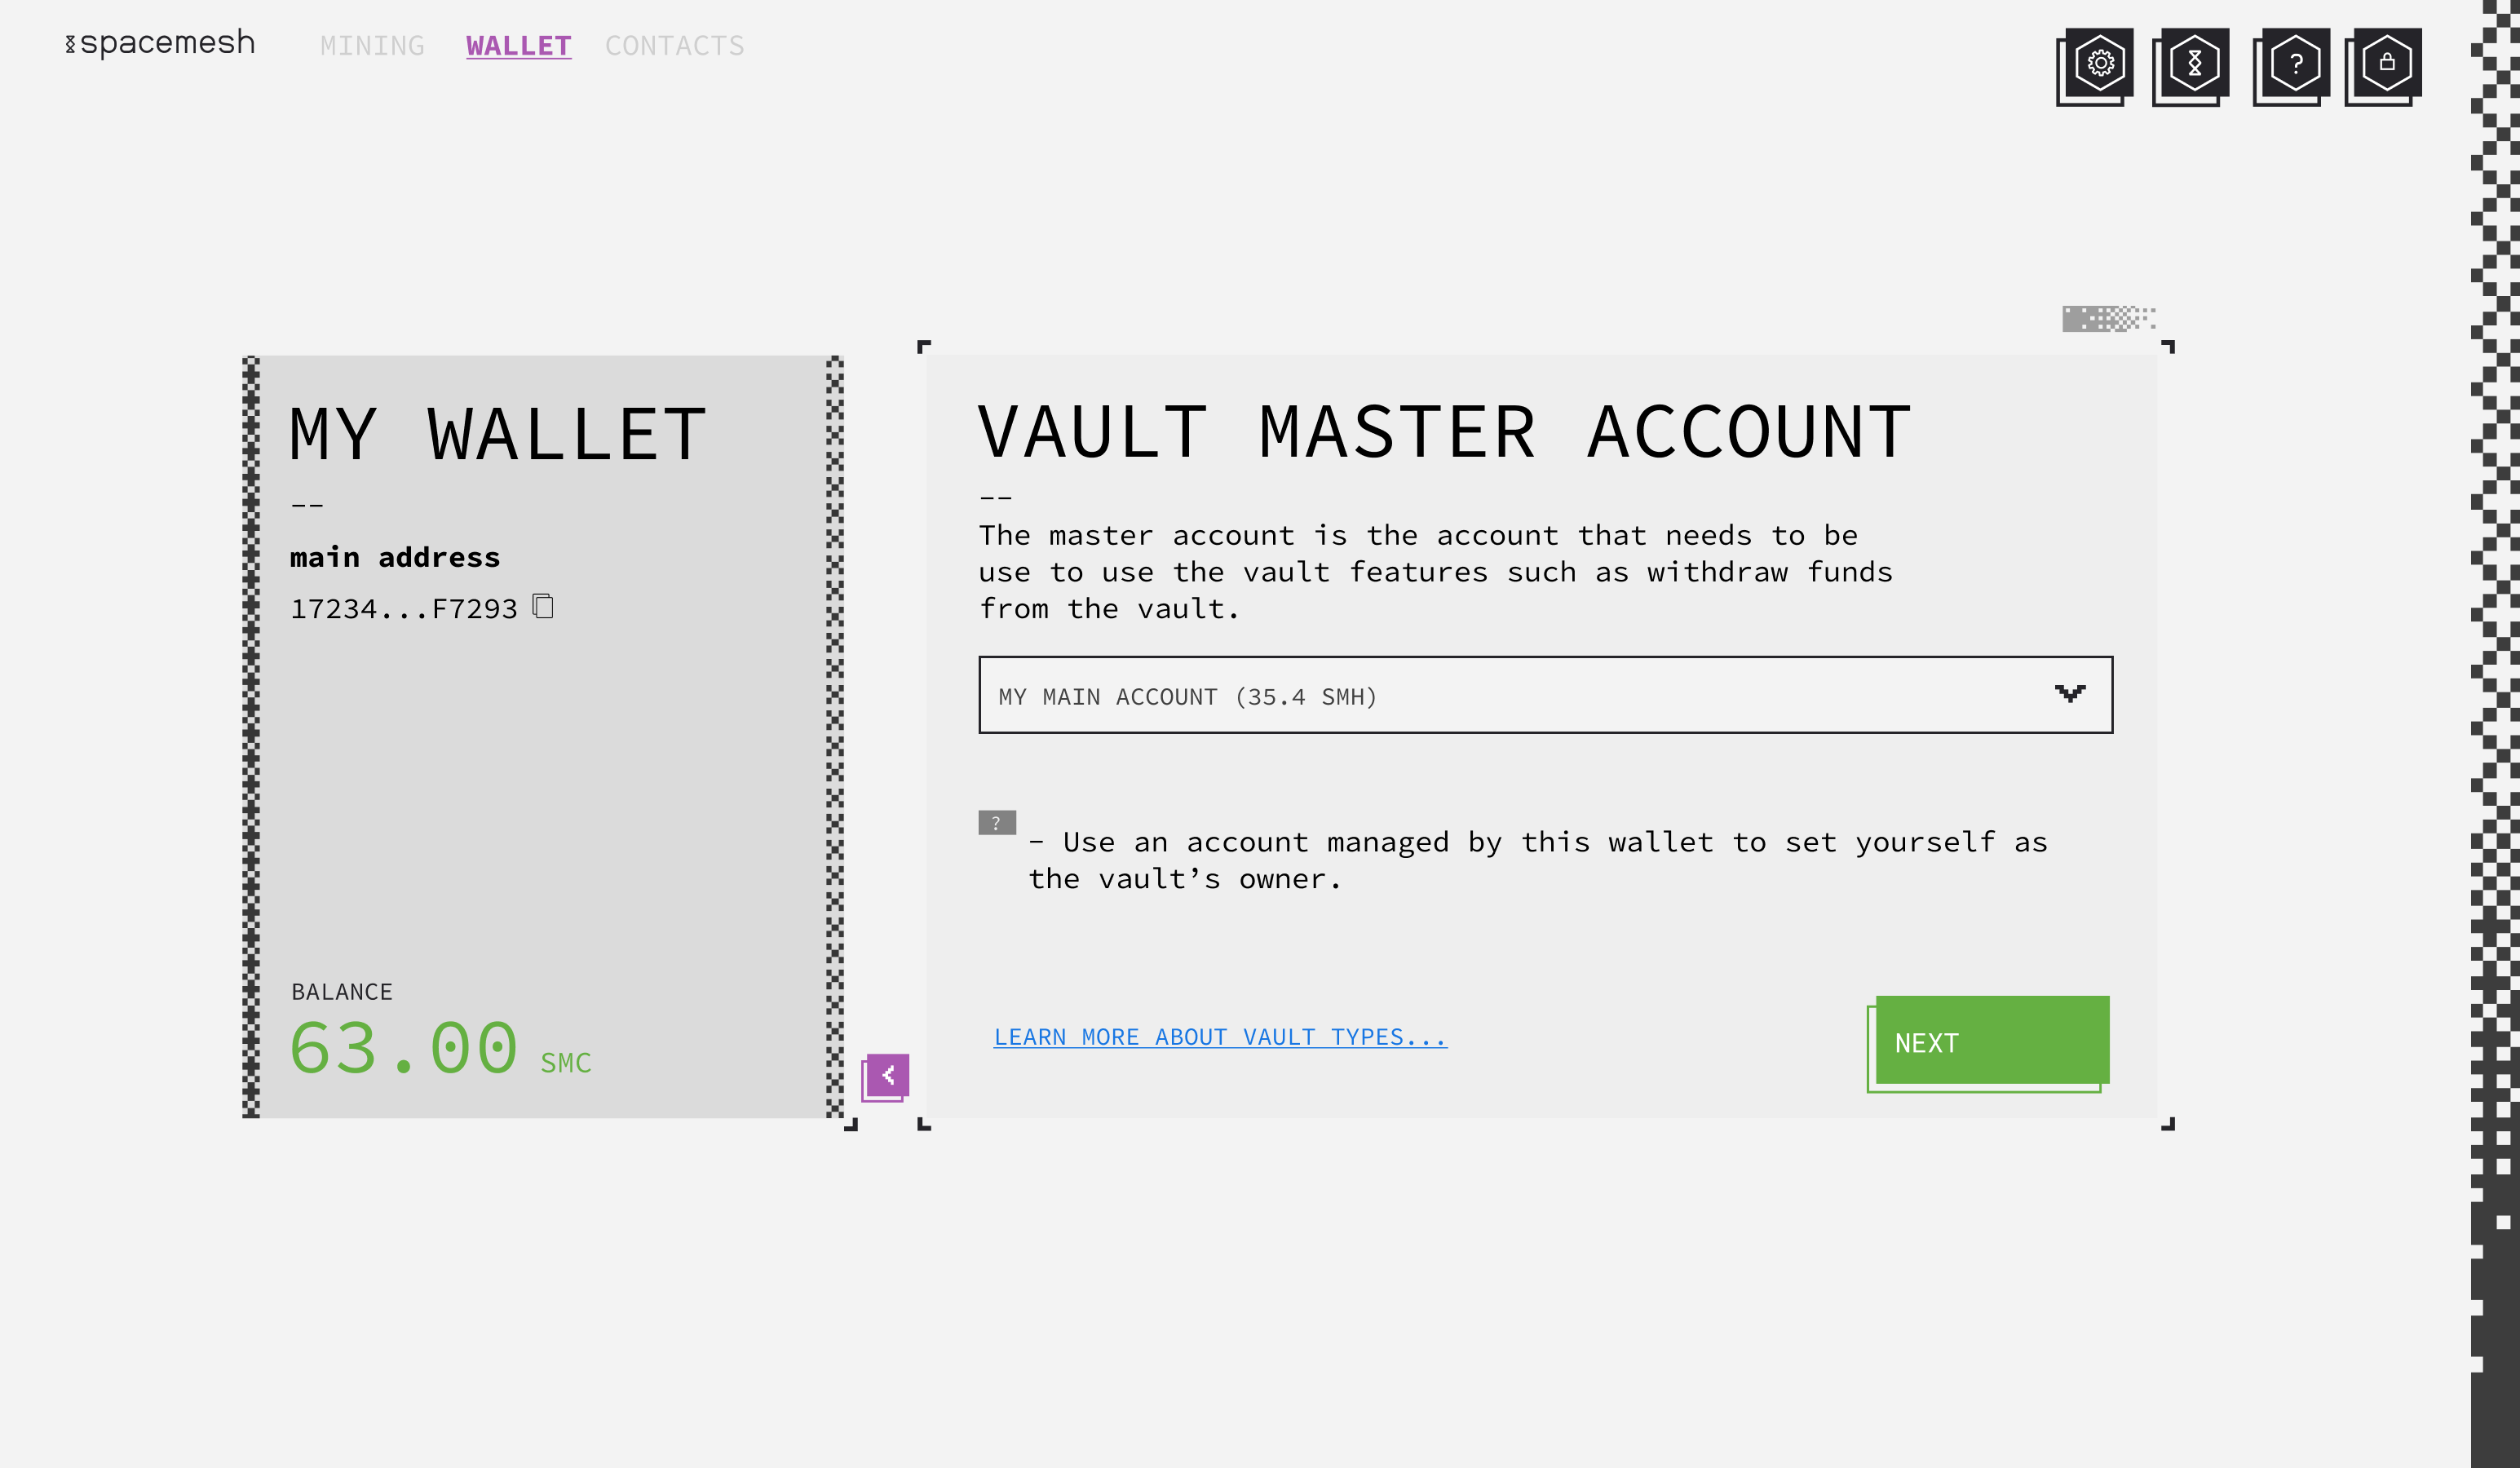 spacemesh
MINING WALLET CONTACTS
?
MY WALLET
--
main address
17234...F7293
BALANCE
63.00 SMC
VAULT MASTER ACCOUNT
--
The master account is the account that needs to be
use to use the vault features such as withdraw funds
from the vault.
MY MAIN ACCOUNT (35.4 SMH)
?
- Use an account managed by this wallet to set yourself as
the vault’s owner.
LEARN MORE ABOUT VAULT TYPES...
NEXT